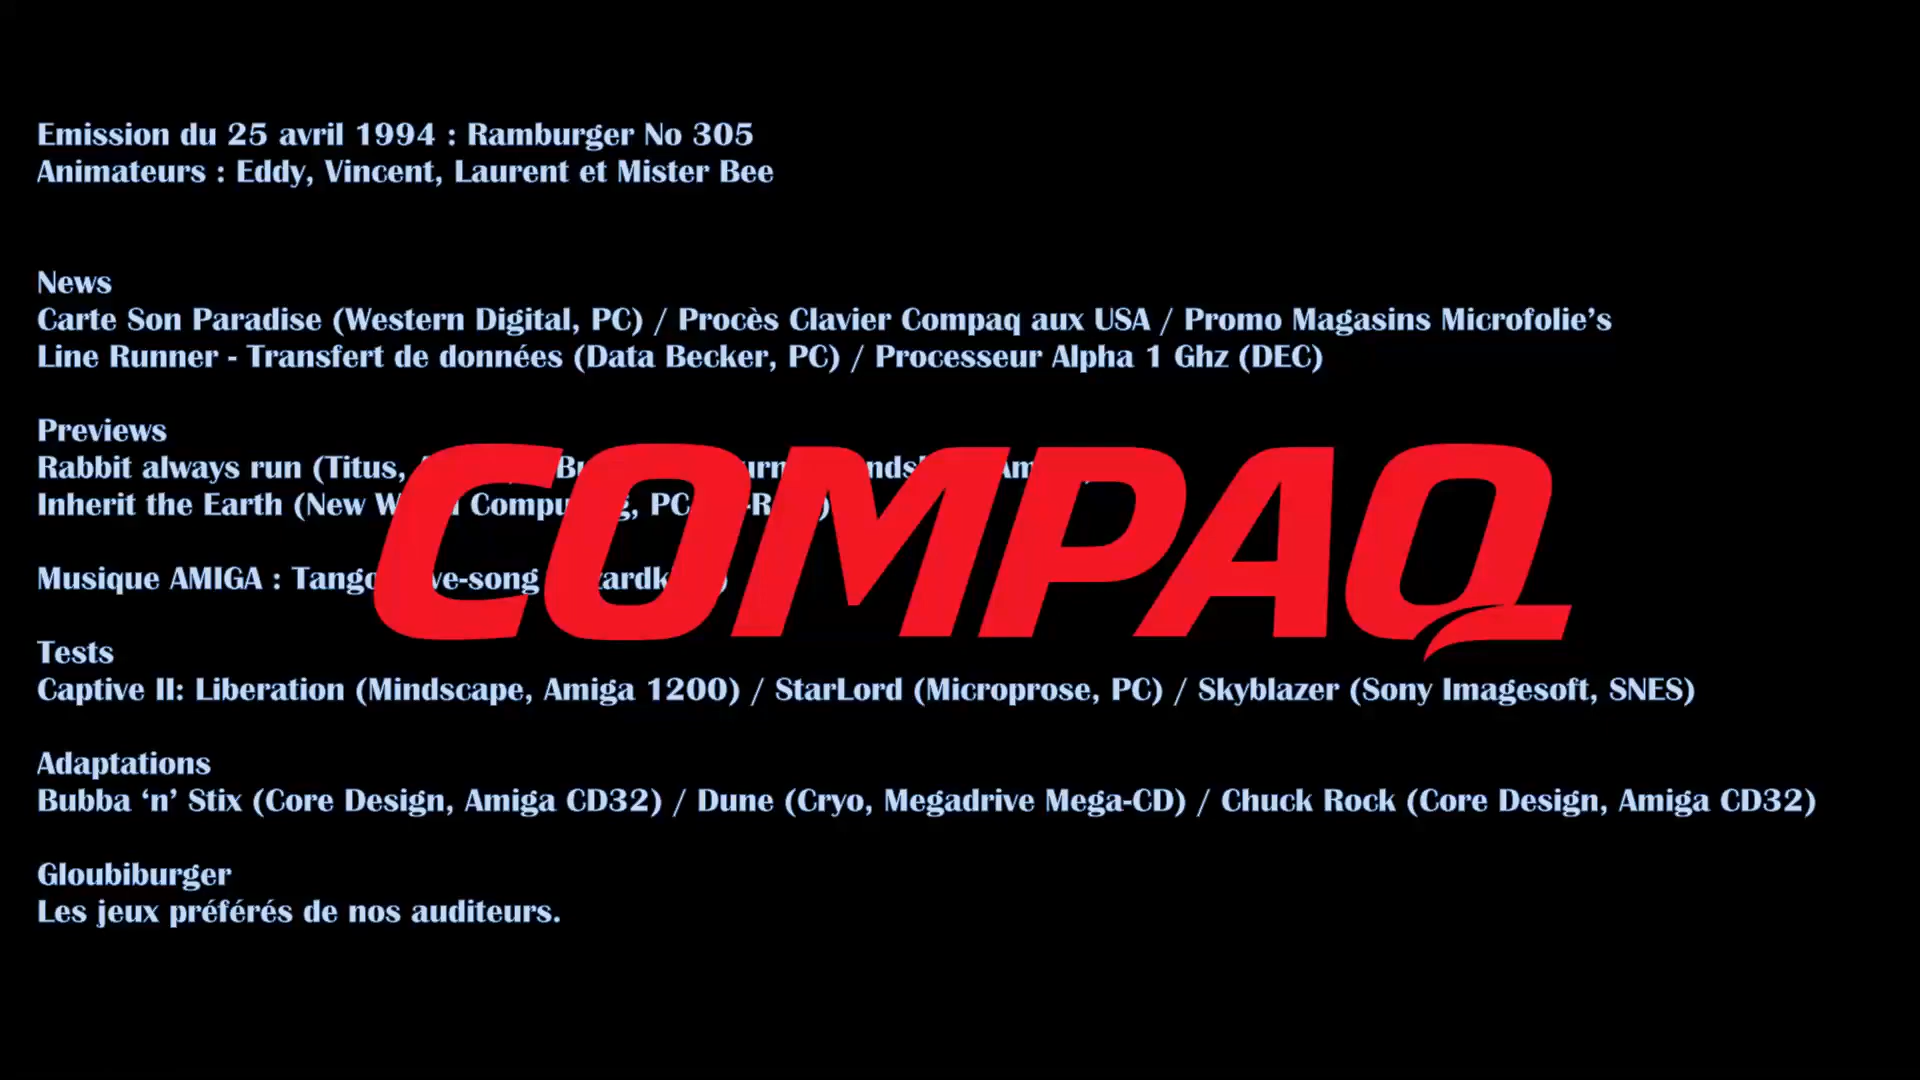 Emission du 25 avril 1994 : Ramburger No 305
Animateurs : Eddy, Vincent, Laurent et Mister Bee
News
Carte Son Paradise (Western Digital, PC) / Procès Clavier Compaq aux USA / Promo Magasins Microfolie’s
Line Runner - Transfert de données (Data Becker, PC) / Processeur Alpha 1 Ghz (DEC)
Previews
Rabbit always run (Titus,
Inherit the Earth (New
COMPAQ
Musique AMIGA : Tango
Tests
Captive II: Liberation (Mindscape, Amiga 1200) / StarLord (Microprose, PC) / Skyblazer (Sony Imagesoft, SNES)
Adaptations
Bubba ‘n’ Stix (Core Design, Amiga CD32) / Dune (Cryo, Megadrive Mega-CD) / Chuck Rock (Core Design, Amiga CD32)
Gloubiburger
Les jeux préférés de nos auditeurs.